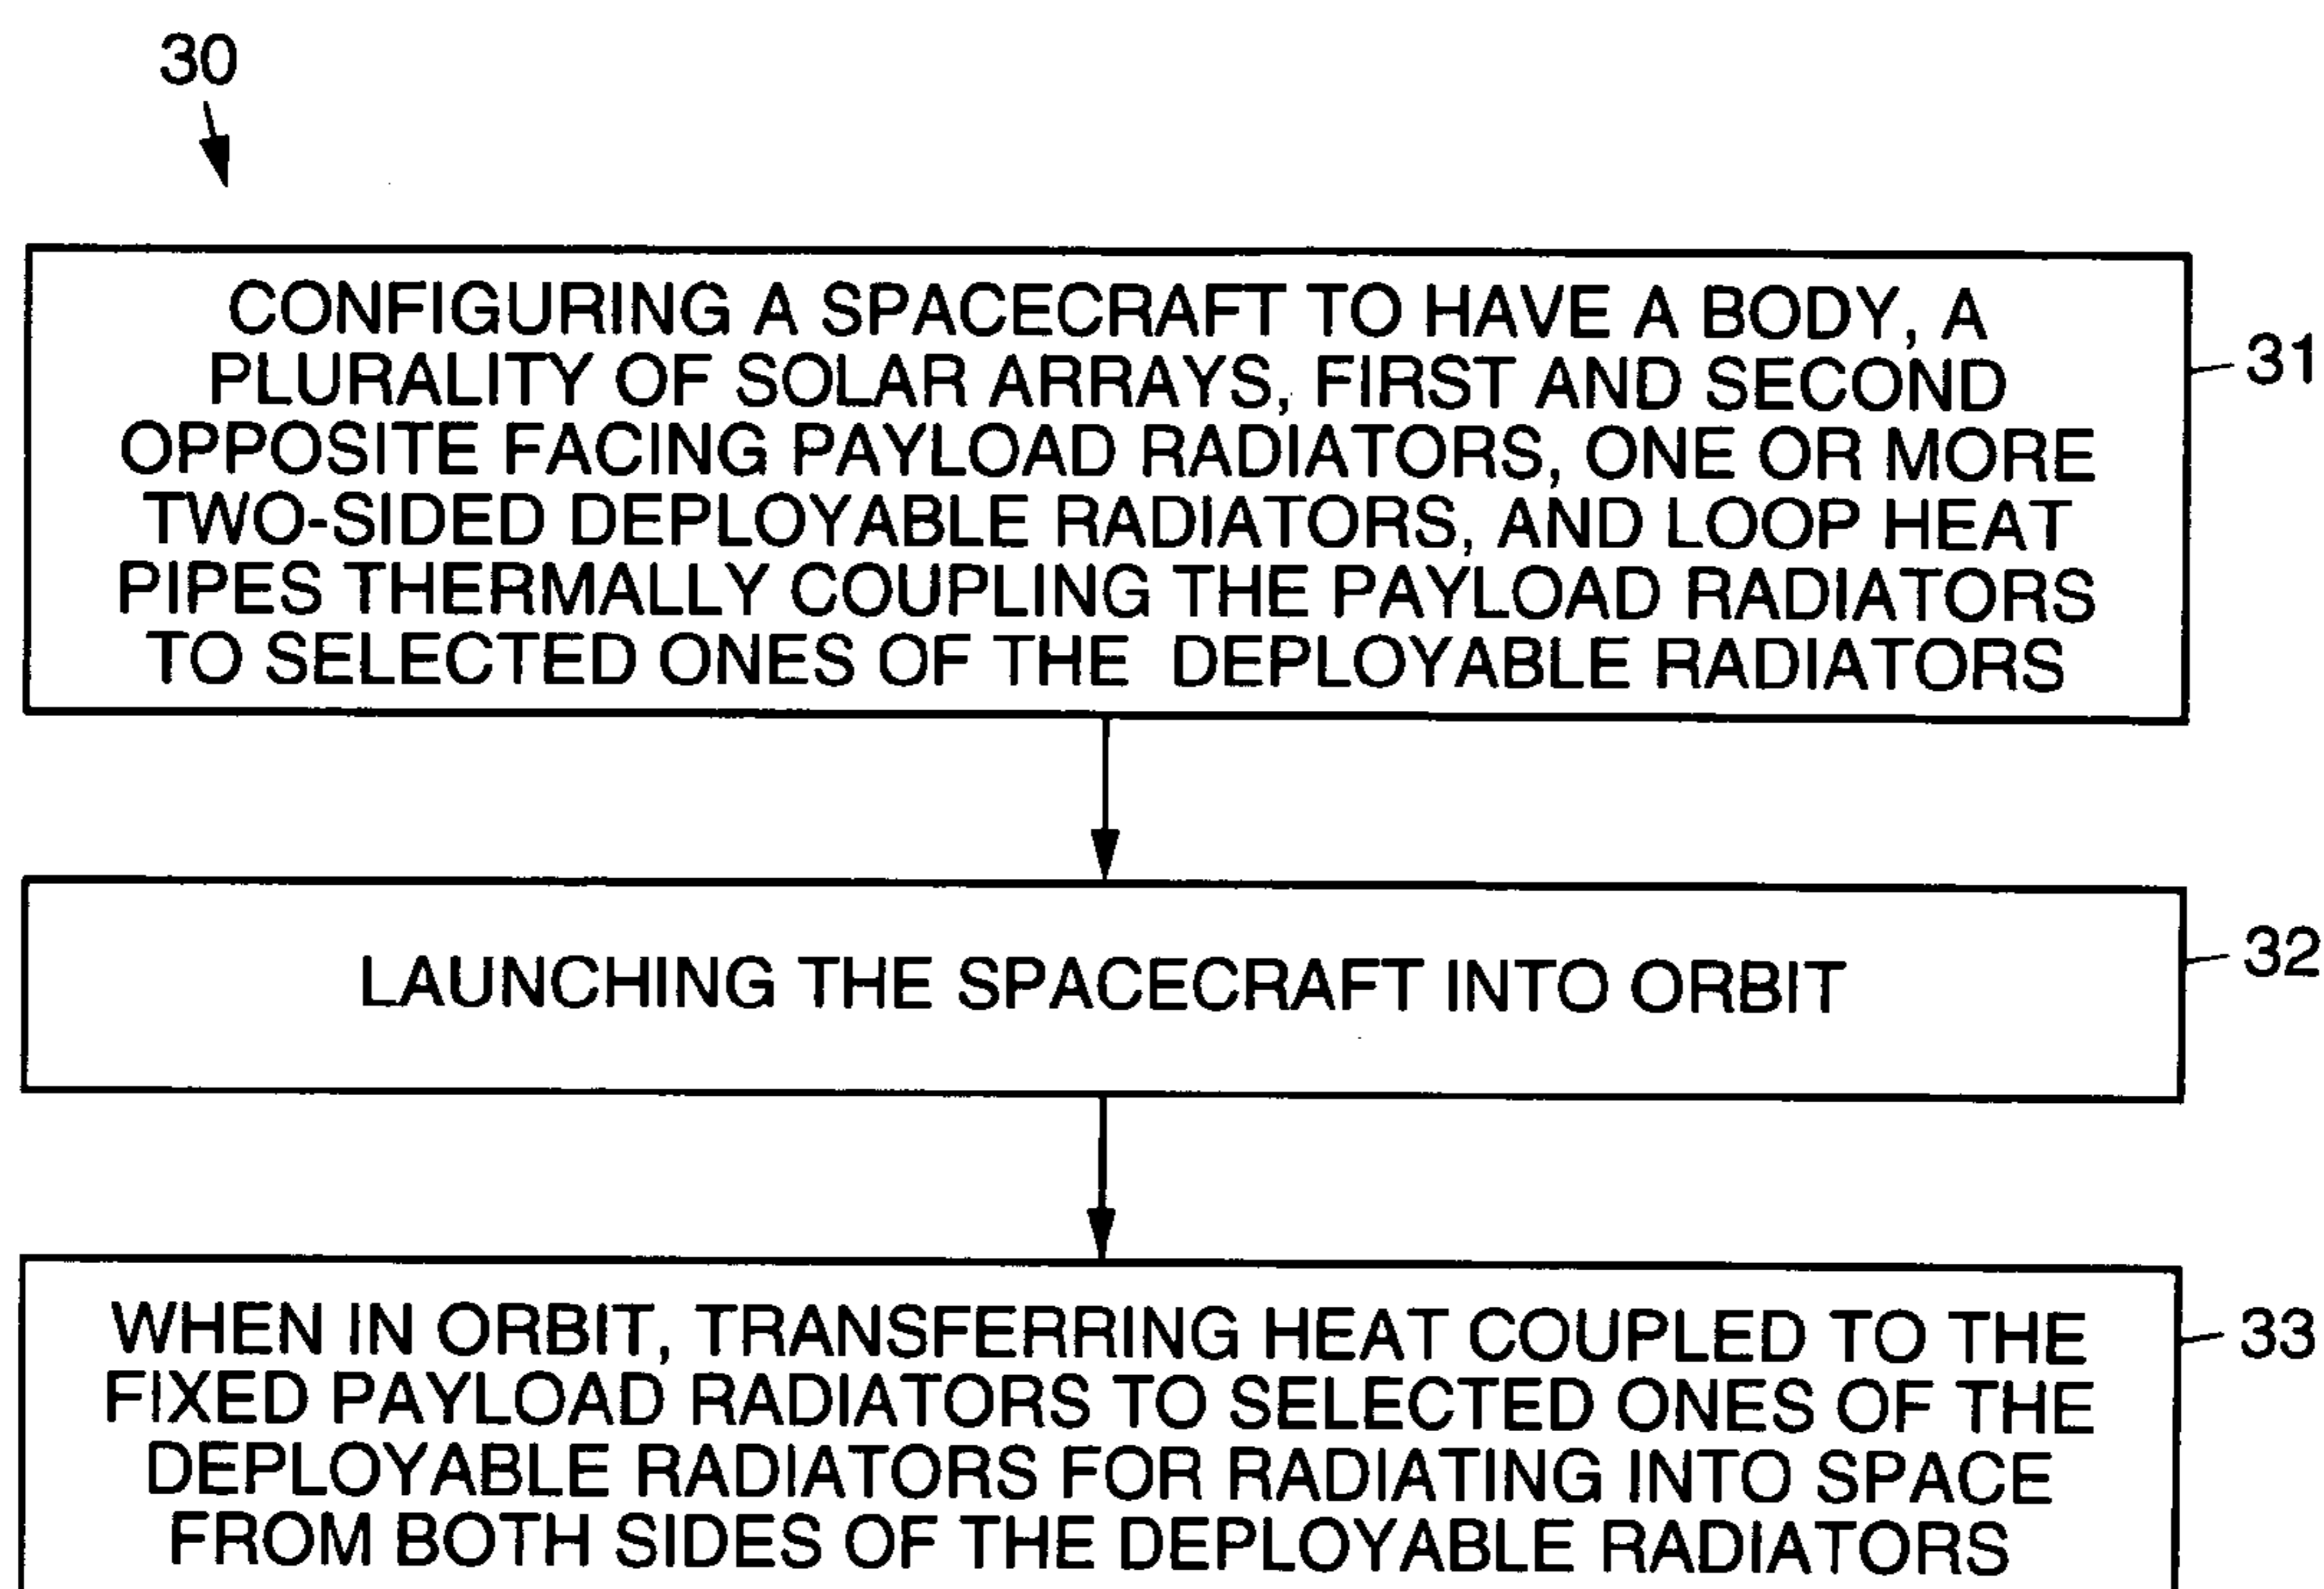 30
CONFIGURING A SPACECRAFT TO HAVE A BODY, A
PLURALITY OF SOLAR ARRAYS, FIRST AND SECOND
OPPOSITE FACING PAYLOAD RADIATORS, ONE OR MORE
TWO-SIDED DEPLOYABLE RADIATORS, AND LOOP HEAT
PIPES THERMALLY COUPLING THE PAYLOAD RADIATORS
TO SELECTED ONES OF THE DEPLOYABLE RADIATORS
31
LAUNCHING THE SPACECRAFT INTO ORBIT
32
WHEN IN ORBIT, TRANSFERRING HEAT COUPLED TO THE
FIXED PAYLOAD RADIATORS TO SELECTED ONES OF THE
DEPLOYABLE RADIATORS FOR RADIATING INTO SPACE
FROM BOTH SIDES OF THE DEPLOYABLE RADIATORS
33